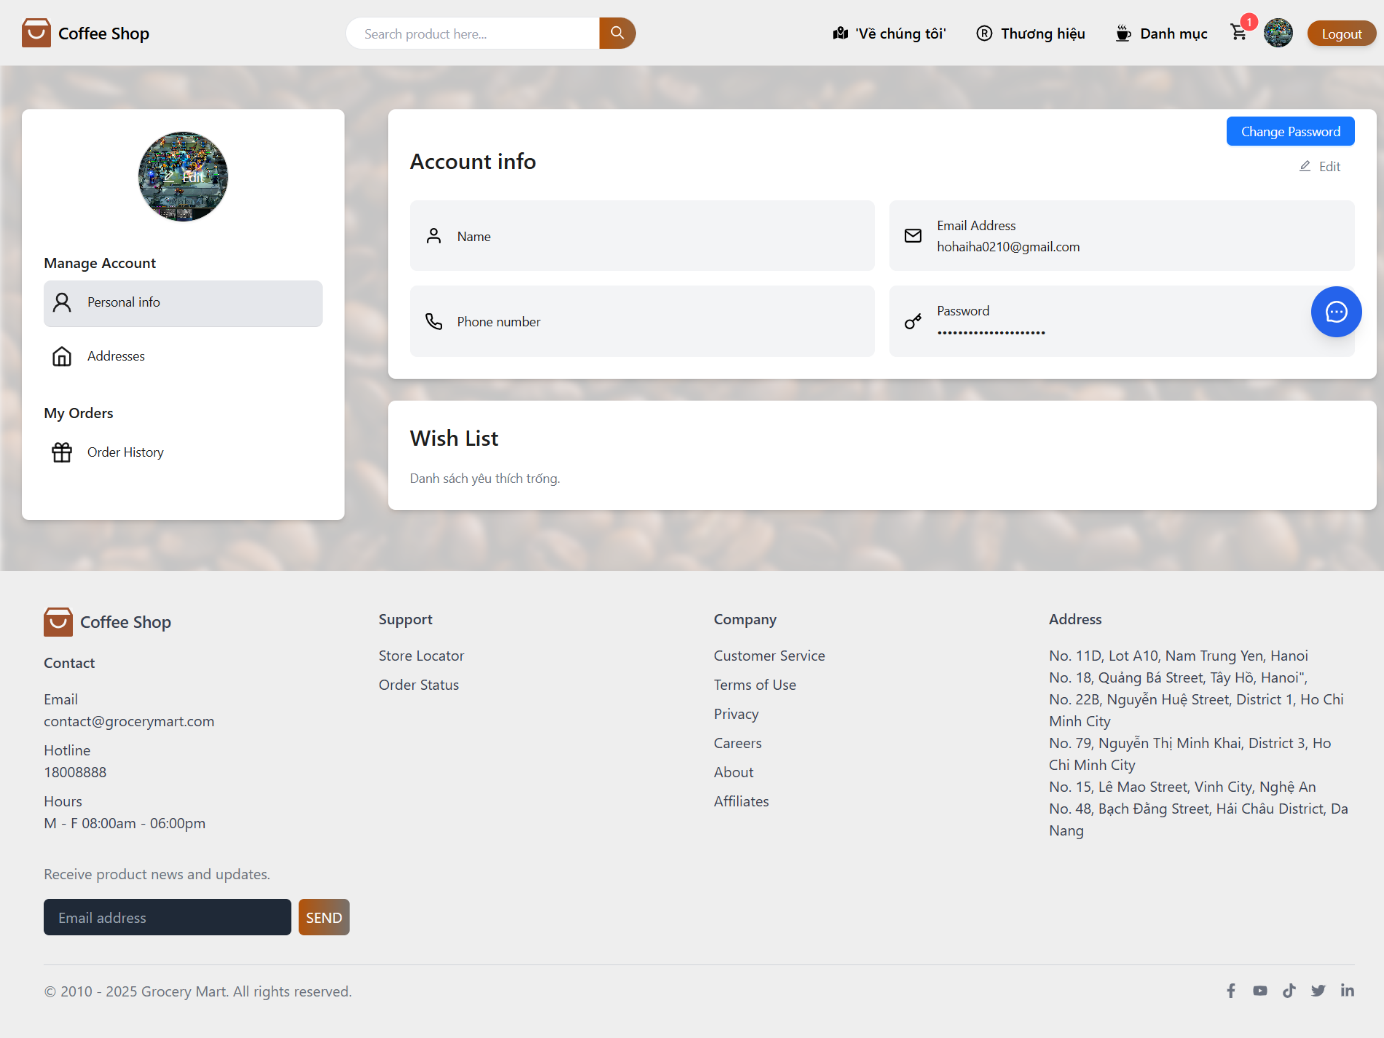 Coffee Shop
Search product here...
'Về chúng tôi'
Thương hiệu
Danh mục
1
Logout
Edit
Manage Account
Personal info
Addresses
My Orders
Order History
Change Password
Account info
Edit
Name
Email Address
hohaiha0210@gmail.com
Phone number
Password
•••••••••••••••••••••
Wish List
Danh sách yêu thích trống.
Coffee Shop
Contact
Email
contact@grocerymart.com
Hotline
18008888
Hours
M - F 08:00am - 06:00pm
Receive product news and updates.
Email address
SEND
Support
Store Locator
Order Status
Company
Customer Service
Terms of Use
Privacy
Careers
About
Affiliates
Address
No. 11D, Lot A10, Nam Trung Yen, Hanoi
No. 18, Quảng Bá Street, Tây Hồ, Hanoi",
No. 22B, Nguyễn Huệ Street, District 1, Ho Chi
Minh City
No. 79, Nguyễn Thị Minh Khai, District 3, Ho
Chi Minh City
No. 15, Lê Mao Street, Vinh City, Nghệ An
No. 48, Bạch Đằng Street, Hải Châu District, Da
Nang
© 2010 - 2025 Grocery Mart. All rights reserved.